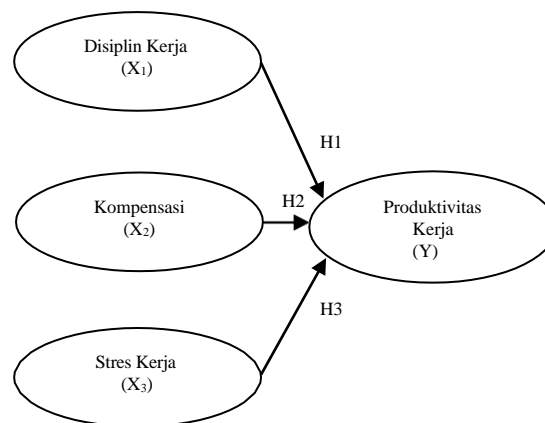 Disiplin Kerja
(X₁)
H1
Kompensasi
(X₂)
H2
Produktivitas
Kerja
(Y)
H3
Stres Kerja
(X₃)